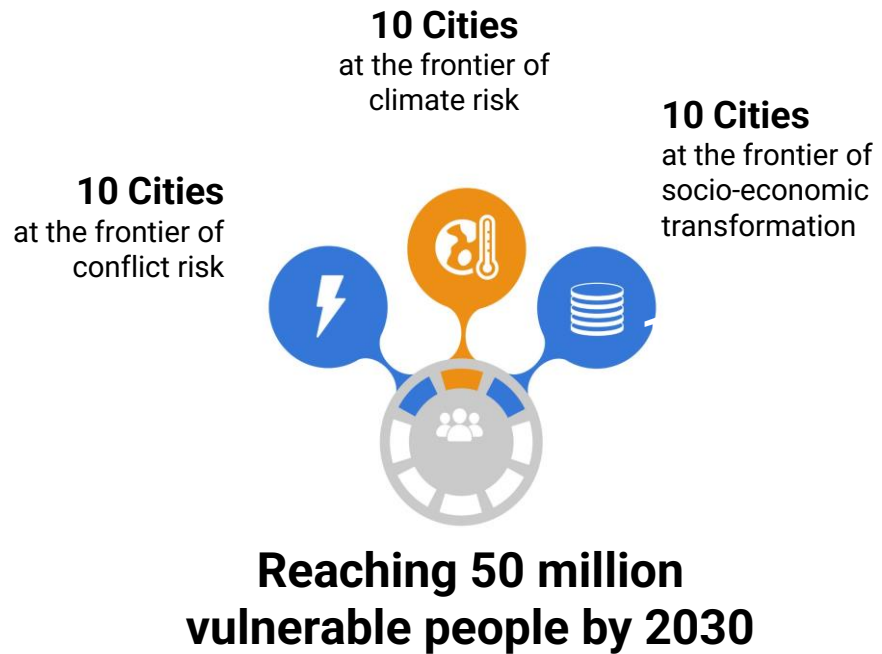 10 Cities
at the frontier of
climate risk
10 Cities
at the frontier of
socio-economic
transformation
10 Cities
at the frontier of
conflict risk
Reaching 50 million
vulnerable people by 2030